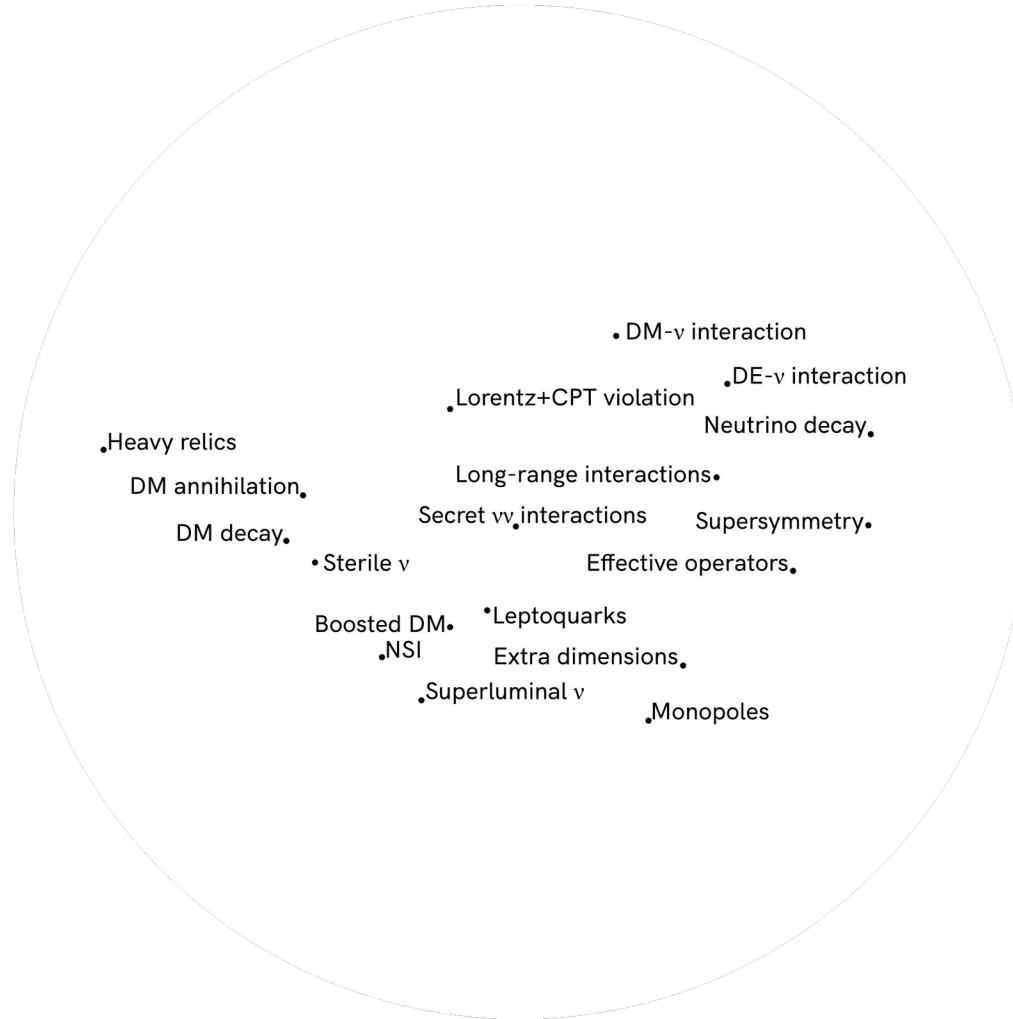 DM-ν interaction
DE-ν interaction
Lorentz+CPT violation
Neutrino decay
Heavy relics
Long-range interactions
DM annihilation
Secret νν interactions
Supersymmetry
DM decay
Sterile ν
Effective operators
Leptoquarks
Boosted DM
NSI
Extra dimensions
Superluminal ν
Monopoles